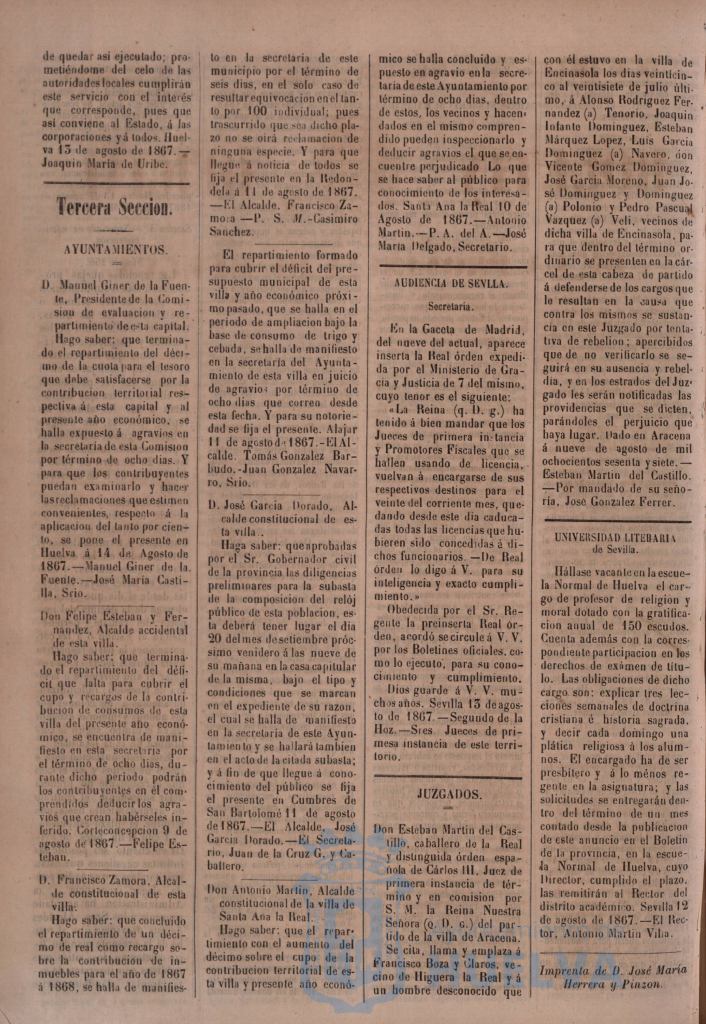 de quedar asi ejecutado; pro-
metiéndome del celo de las
autoridades locales cumplirán
este servicio con el interés
que corresponde, pues que
asi conviene al Estado, á las
corporaciones y á todos. Huel-
va 13 de agosto de 1867.—
Joaquin Maria de Uribe.
Tercera Seccion.
AYUNTAMIENTOS.
D. Manuel Giner de la Fuen-
te, Presidente de la Comi-
sion de evaluacion y re-
partimiento de esta capital.
Hago saber: que termina-
do el repartimiento del déci-
mo de la cuota para el tesoro
que debe satisfacerse por la
contribucion territorial res-
pectiva á esta capital y al
presente año económico, se
halla expuesto á agravios en
la secretaria de esta Comision
por término de ocho dias. Y
para que los contribuyentes
puedan examinarlo y hacer
las reclamaciones que estimen
convenientes, respecto á la
aplicacion del tanto por cien-
to, se pone el presente en
Huelva á 14 de Agosto de
1867.—Manuel Giner de la
Fuente.—José Maria Casti-
lla, Srio.
Don Felipe Esteban y Fer-
nandez, Alcalde accidental
de esta villa.
Hago saber: que termina-
do el repartimiento del défi-
cit que falta para cubrir el
cupo y recargos de la contri-
bucion de consumos de esta
villa del presente año econó-
mico, se encuentra de mani-
fiesto en esta secretaria por
el término de ocho dias, du-
rante dicho periodo podrán
los contribuyentes en él com-
prendidos deducir los agra-
vios que crean habérseles in-
ferido. Corteconcepcion 9 de
agosto de 1867.—Felipe Es-
teban.
D. Francisco Zamora, Alcal-
de constitucional de esta
villa.
Hago saber: que concluido
el repartimiento de un déci-
mo de real como recargo so-
bre la contribucion de in-
muebles para el año de 1867
á 1868, se halla de manifies-
to en la secretaria de este
municipio por el término de
seis dias, en el solo caso de
resultar equivocacion en el tan-
to por 100 individual; pues
trascurrido que sea dicho pla-
zo no se oirá reclamacion de
ninguna especie. Y para que
llegue á noticia de todos se
fija el presente en la Redon-
dela á 11 de agosto de 1867.
—El Alcalde, Francisco Za-
mora—P. S. M.-Casimiro
Sanchez.
El repartimiento formado
para cubrir el déficit del pre-
supuesto municipal de esta
villa y año económico próxi-
mo pasado, que se halla en el
periodo de ampliacion bajo la
base de consumo de trigo y
cebada, se halla de manifiesto
en la secretaria del Ayunta-
miento de esta villa en juicio
de agravios por término de
ocho dias que corren desde
esta fecha. Y para su notorie-
dad se fija el presente. Alajar
11 de agosto de 1867.-El Al-
calde. Tomás Gonzalez Bar-
budo.-Juan Gonzalez Navar-
ro, Srio.
D. José Garcia Dorado, Al-
calde constitucional de es-
ta villa.
Haga saber: que aprobadas
por el Sr. Gobernador civil
de la provincia las diligencias
preliminares para la subasta
de la composicion del relój
público de esta poblacion, es-
ta deberá tener lugar el dia
20 del mes de setiembre próc-
simo venidero á las nueve de
su mañana en la casa capitular
de la misma, bajo el tipo y
condiciones que se marcan
en el expediente de su razon,
el cual se halla de manifiesto
en la secretaria de este Ayun-
tamiento y se hallará tambien
en el acto de la citada subasta;
y á fin de que llegue á cono-
cimiento del público se fija
el presente en Cumbres de
San Bartolomé 11 de agosto
de 1867.—El Alcalde, José
Garcia Dorado.—El Secreta-
rio, Juan de la Cruz G. y Ca-
ballero.
Don Antonio Martin, Alcalde
constitucional de la villa de
Santa Ana la Real.
Hago saber: que el repar-
timiento con el aumento del
décimo sobre el cupo de la
contribucion territorial de es-
ta villa y presente año econó-
mico se halla concluido y es-
puesto en agravio en la secre-
taria de este Ayuntamiento por
término de ocho dias, dentro
de estos, los vecinos y hacen-
dados en el mismo compren-
dido pueden inspeccionarlo y
deducir agravios el que se en-
cuentre perjudicado Lo que
se hace saber al público para
conocimiento de los interesa-
dos. Santa Ana la Real 10 de
Agosto de 1867.—Antonio
Martin.—P. A. del A.—José
Maria Delgado, Secretario.
AUDIENCIA DE SEVLLA.
Secretaria.
En la Gaceta de Madrid,
del nueve del actual, aparece
inserta la Real órden expedi-
da por el Ministerio de Gra-
cia y Justicia de 7 del mismo,
cuyo tenor es el siguiente:
«La Reina (q. D. g.) ha
tenido á bien mandar que los
Jueces de primera instancia
y Promotores Fiscales que se
hallen usando de licencia,
vuelvan á encargarse de sus
respectivos destinos para el
veinte del corriente mes, que-
dando desde este dia caduca-
das todas las licencias que hu-
bieren sido concedidas á di-
chos funcionarios. —De Real
órden lo digo á V. para su
inteligencia y exacto cumpli-
miento.»
Obedecida por el Sr. Re-
gente la preinserta Real ór-
den, acordó se circule á V. V.
por los Boletines oficiales. co-
mo lo ejecuto, para su cono-
cimiento y cumplimiento.
Dios guarde á V. V. mu-
chos años. Sevilla 13 de agos-
to de 1867.—Segundo de la
Hoz.—Sres Jueces de pri-
mesa instancia de este terri-
torio.
JUZGADOS.
Don Esteban Martin del Cas-
tillo, caballero de la Real
y distinguida órden espa-
ñola de Cárlos III, Juez de
primera instancia de tér-
mino y en comision por
S. M. la Reina Nuestra
Señora (q. D. g.) del par-
tido de la villa de Aracena.
Se cita, llama y emplaza á
Francisco Boza y Claros, ve-
cino de Higuera la Real y á
un hombre desconocido que
con él estuvo en la villa de
Encinasola los dias veinticin-
co al veintisiete de julio últi-
mo, á Alonso Rodriguez Fer-
nandez (a) Tenorio, Joaquin
Infante Dominguez, Esteban
Márquez Lopez, Luis Garcia
Dominguez (a) Navero, don
Vicente Gomez Dominguez,
José Garcia Moreno, Juan Jo-
sé Dominguez y Dominguez
(a) Polonio y Pedro Pascual
Vazquez (a) Veli, vecinos de
dicha villa de Encinasola, pa-
ra que dentro del término or-
dinario se presenten en la cár-
cel de esta cabeza de partido
á defenderse de los cargos que
le resultan en la causa que
contra los mismos se sustan-
cia en este Juzgado por tenta-
tiva de rebelion; apercibidos
que de no verificarlo se se-
guirá en su ausencia y rebel-
dia, y en los estrados del Juz-
gado les serán notificadas las
providencias que se dicten,
parándoles el perjuicio que
haya lugar. Dado en Aracena
á nueve de agosto de mil
ochocientos sesenta y siete.—
Esteban Martin del Castillo.
—Por mandado de su seño-
ría, José Gonzalez Ferrer.
UNIVERSIDAD LITERARIA
de Sevilla.
Hállase vacante en la escue-
la Normal de Huelva el car-
go de profesor de religion y
moral dotado con la gratifica-
cion anual de 150 escudos.
Cuenta además con la corres-
pondiente participacion en los
derechos de exámen de titu-
lo. Las obligaciones de dicho
cargo son: explicar tres lec-
ciones semanales de doctrina
cristiana é historia sagrada,
y decir cada domingo una
plática religiosa á los alum-
nos. El encargado ha de ser
presbitero y á lo ménos re-
gente en la asignatura; y las
solicitudes se entregarán den-
tro del término de un mes
contado desde la publicacion
de este anuncio en el Boletin
de la provincia, en la escue-
la Normal de Huelva, cuyo
Director, cumplido el plazo,
las remitirán al Rector del
distrito académico. Sevilla 12
de agosto de 1867.—El Rec-
tor, Antonio Martin Villa.
Imprenta de D. José Maria
Herrera y Pinzon.